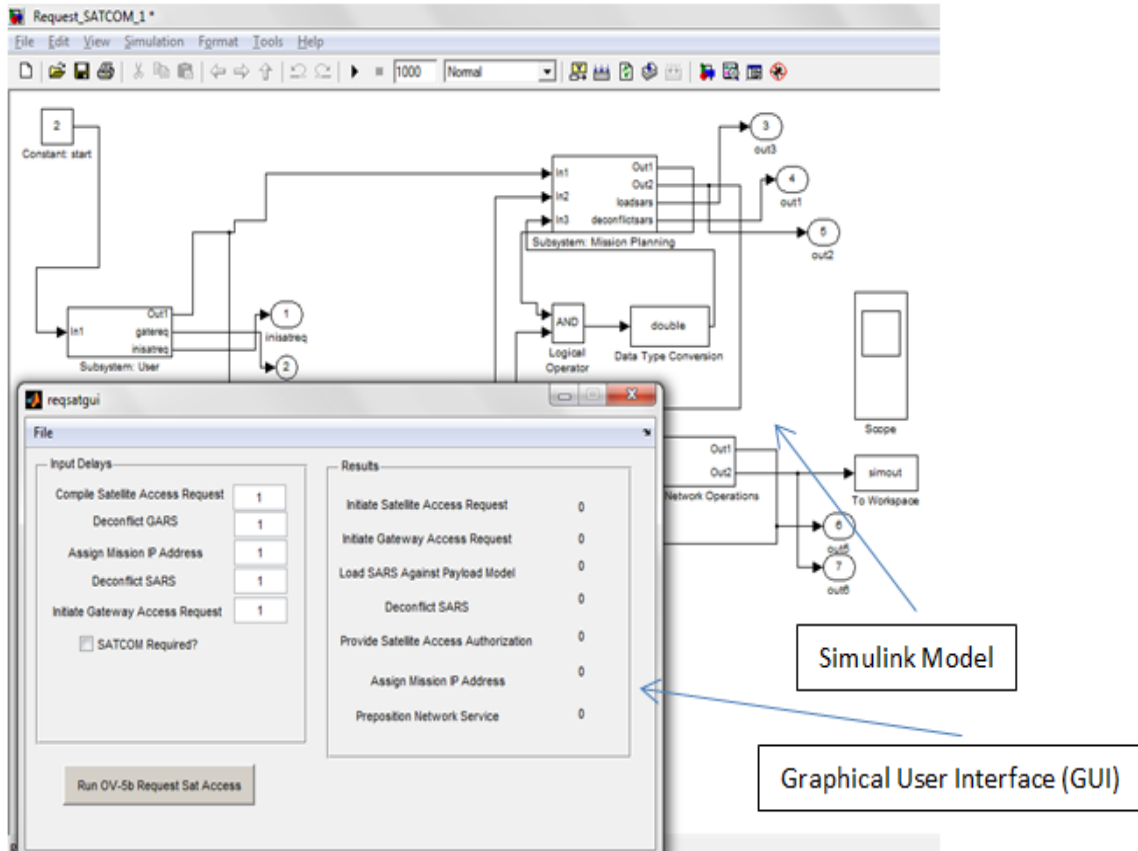 Request_SATCOM_1 *
File Edit View Simulation Format Tools Help
1000 Normal
2
Constant: start
In1
Out1
gatereq
inisatreq
Subsystem: User
1
inisatreq
2
In1
In2
In3
Out1
Out2
loadsars
deconflictsars
Subsystem: Mission Planning
3
out3
4
out1
5
out2
AND
Logical
Operator
double
Data Type Conversion
Scope
Out1
Out2
Network Operations
simout
To Workspace
6
out5
7
out6
reqsatgui
File
Input Delays
Compile Satellite Access Request 1
Deconflict GARS 1
Assign Mission IP Address 1
Deconflict SARS 1
Initiate Gateway Access Request 1
SATCOM Required?
Run OV-5b Request Sat Access
Results
Initiate Satellite Access Request 0
Initiate Gateway Access Request 0
Load SARS Against Payload Model 0
Deconflict SARS 0
Provide Satellite Access Authorization 0
Assign Mission IP Address 0
Preposition Network Service 0
Simulink Model
Graphical User Interface (GUI)